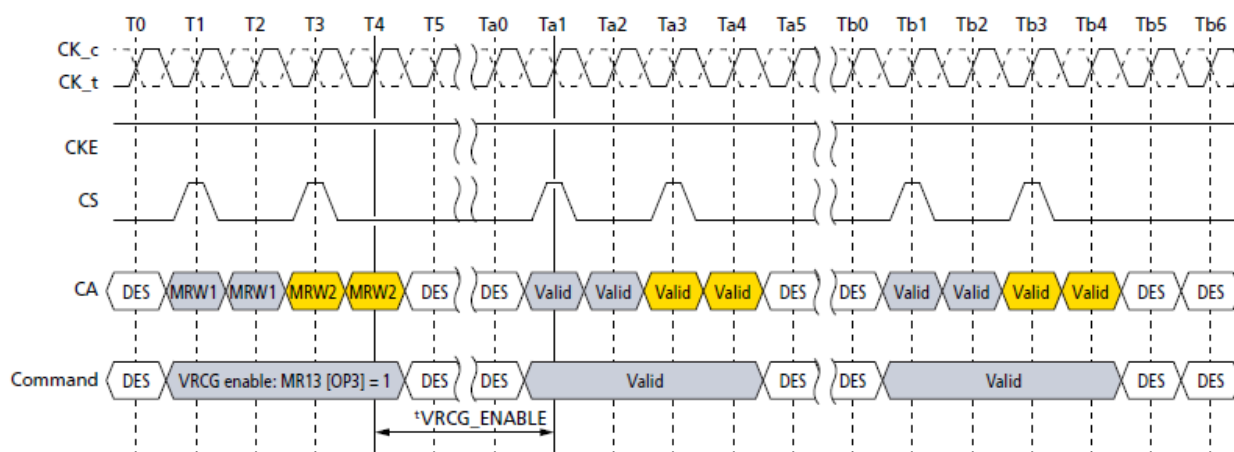 T0 T1 T2 T3 T4 T5 Ta0 Ta1 Ta2 Ta3 Ta4 Ta5 Tb0 Tb1 Tb2 Tb3 Tb4 Tb5 Tb6
CK_c
CK_t
CKE
CS
CA DES MRW1 MRW1 MRW2 MRW2 DES DES Valid Valid Valid Valid DES DES Valid Valid Valid Valid DES DES
Command DES VRCG enable: MR13 [OP3] = 1 DES DES Valid DES DES Valid DES DES
tVRCG_ENABLE